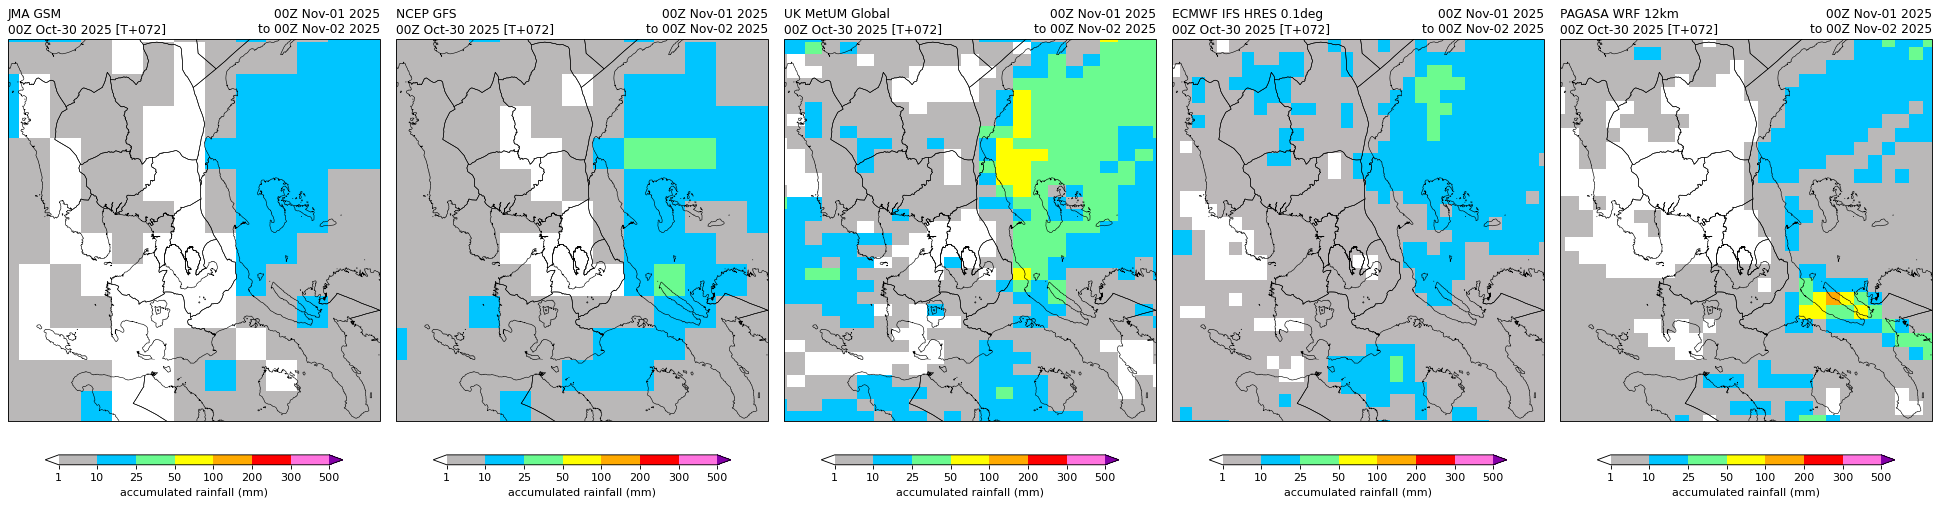 JMA GSM 00Z Nov-01 2025
00Z Oct-30 2025 [T+072] to 00Z Nov-02 2025
1 10 25 50 100 200 300 500
accumulated rainfall (mm)
NCEP GFS 00Z Nov-01 2025
00Z Oct-30 2025 [T+072] to 00Z Nov-02 2025
1 10 25 50 100 200 300 500
accumulated rainfall (mm)
UK MetUM Global 00Z Nov-01 2025
00Z Oct-30 2025 [T+072] to 00Z Nov-02 2025
1 10 25 50 100 200 300 500
accumulated rainfall (mm)
ECMWF IFS HRES 0.1deg 00Z Nov-01 2025
00Z Oct-30 2025 [T+072] to 00Z Nov-02 2025
1 10 25 50 100 200 300 500
accumulated rainfall (mm)
PAGASA WRF 12km 00Z Nov-01 2025
00Z Oct-30 2025 [T+072] to 00Z Nov-02 2025
1 10 25 50 100 200 300 500
accumulated rainfall (mm)